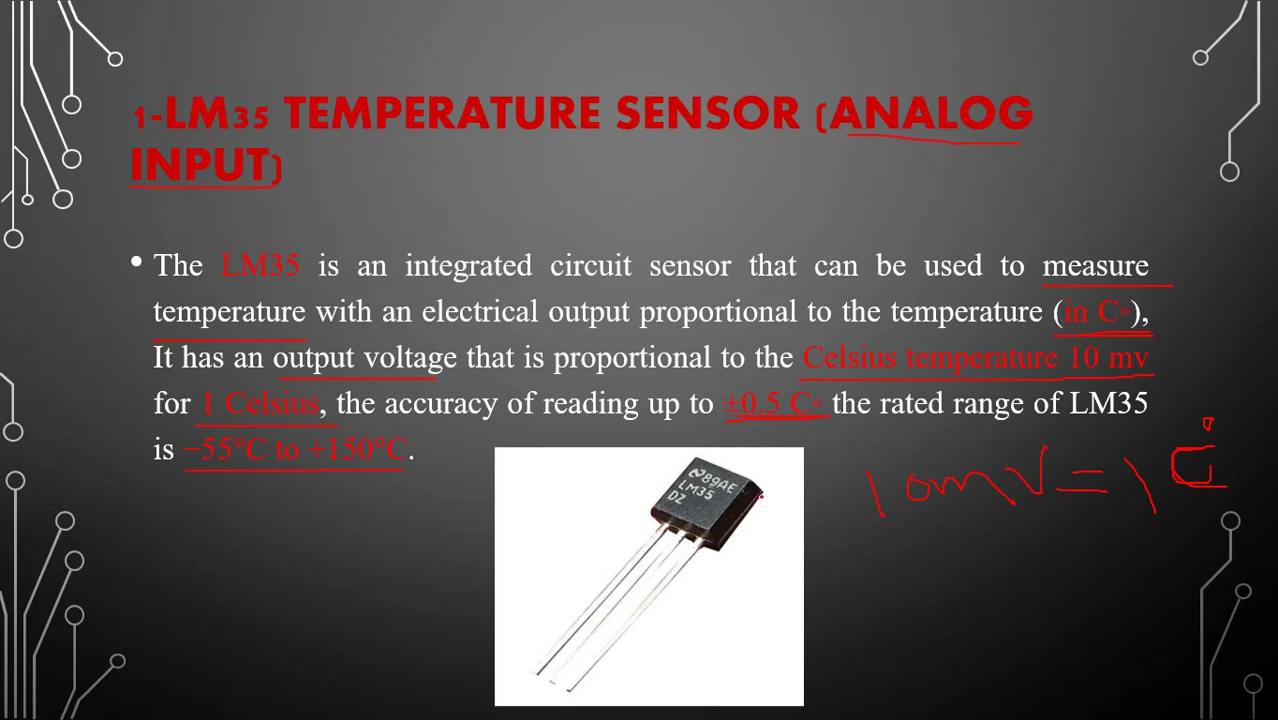 1-LM35 TEMPERATURE SENSOR (ANALOG
INPUT)
• The LM35 is an integrated circuit sensor that can be used to measure
temperature with an electrical output proportional to the temperature (in C∘),
It has an output voltage that is proportional to the Celsius temperature 10 mv
for 1 Celsius, the accuracy of reading up to ±0.5 C∘ the rated range of LM35
is −55°C to +150°C.
89AE
LM35
DZ
10mV=1C°